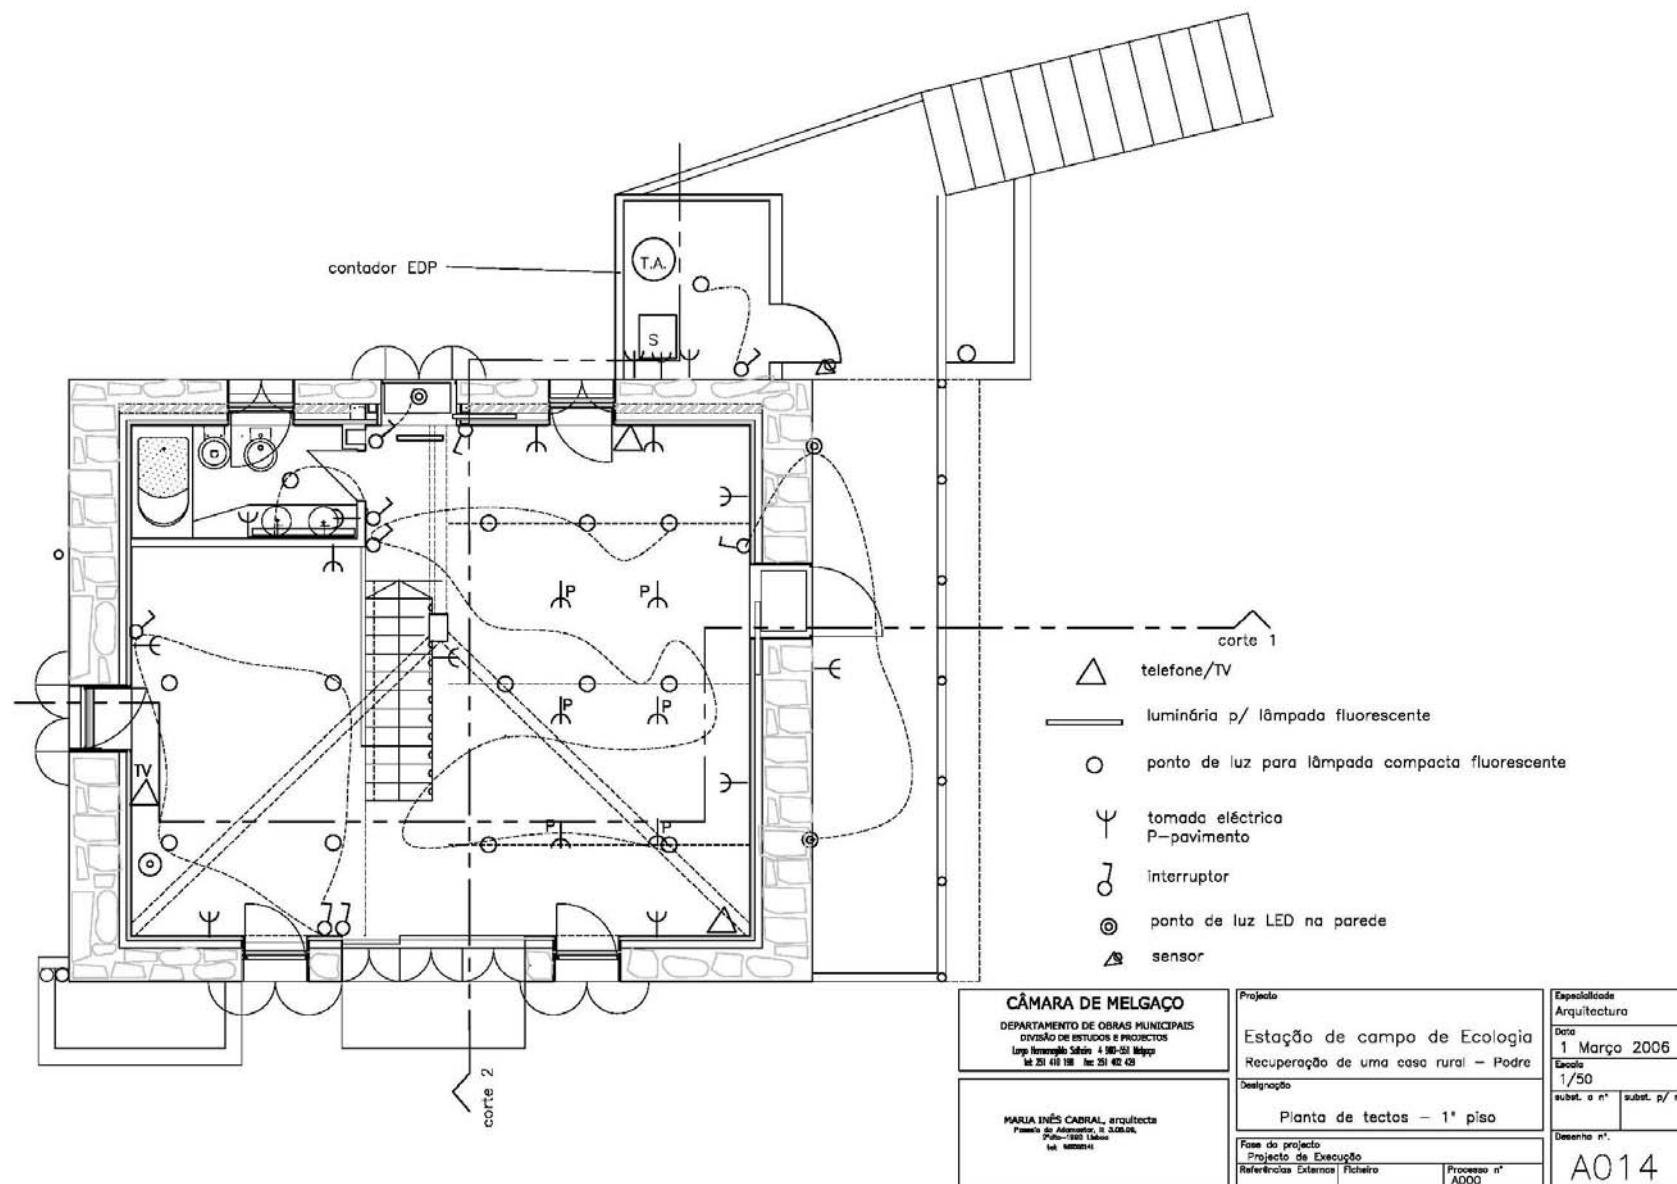 contador EDP
T.A.
S
P
P
corte 1
telefone/TV
P
P
luminária p/ lâmpada fluorescente
ponto de luz para lâmpada compacta fluorescente
TV
tomada eléctrica
P-pavimento
P
P
interruptor
ponto de luz LED na parede
sensor
corte 2
CÂMARA DE MELGAÇO
DEPARTAMENTO DE OBRAS MUNICIPAIS
DIVISÃO DE ESTUDOS E PROJECTOS
MARIA INÊS CABRAL, arquitecta
Projecto
Estação de campo de Ecologia
Recuperação de uma casa rural - Podre
Designação
Planta de tectos - 1° piso
Fase do projecto
Projecto de Execução
Referências Externas
Ficheiro
Processo n°
A000
Especialidade
Arquitectura
Data
1 Março 2006
Escala
1/50
subst. a n°
subst. p/
Desenho n°.
A014